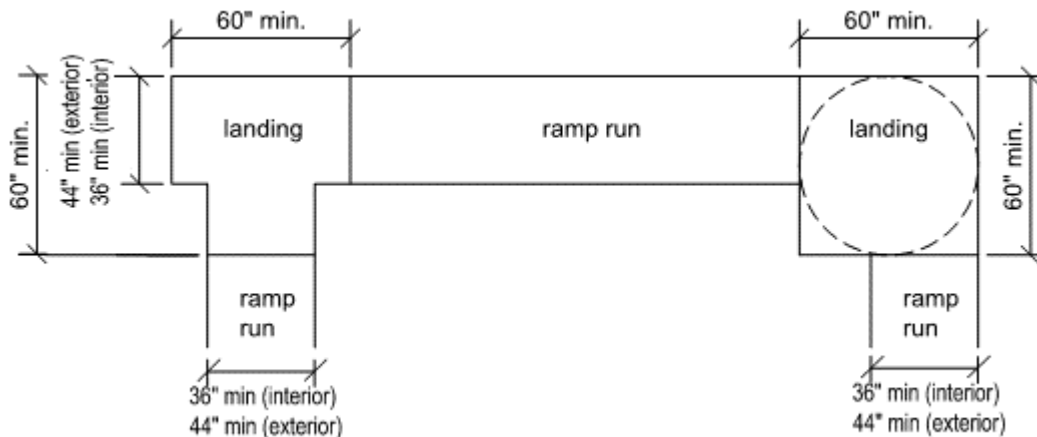 60" min.
60" min.
60" min.
44" min (exterior)
36" min (interior)
landing
ramp run
landing
60" min.
ramp
run
ramp
run
36" min (interior)
44" min (exterior)
36" min (interior)
44" min (exterior)